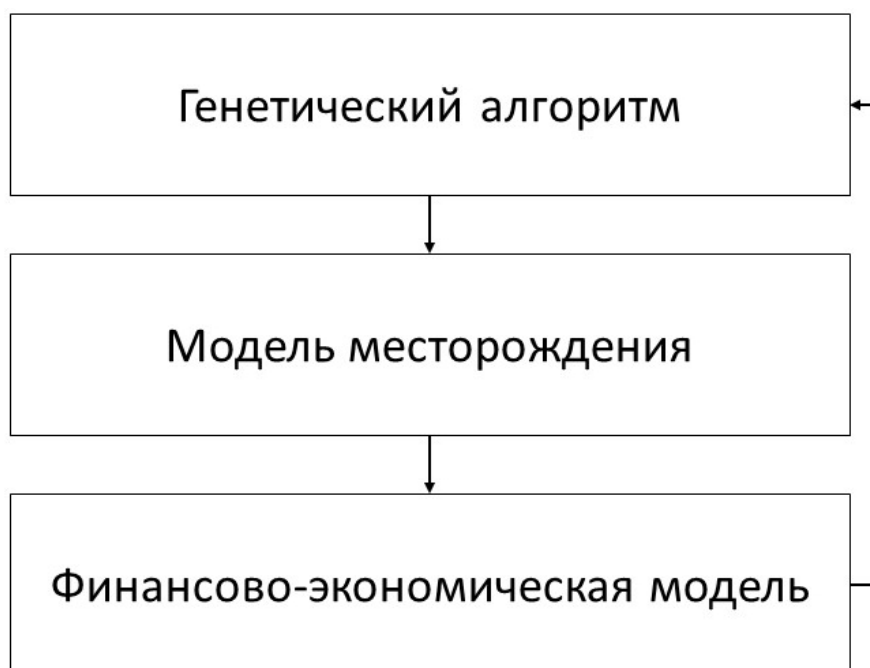 Генетический алгоритм
Модель месторождения
Финансово-экономическая модель